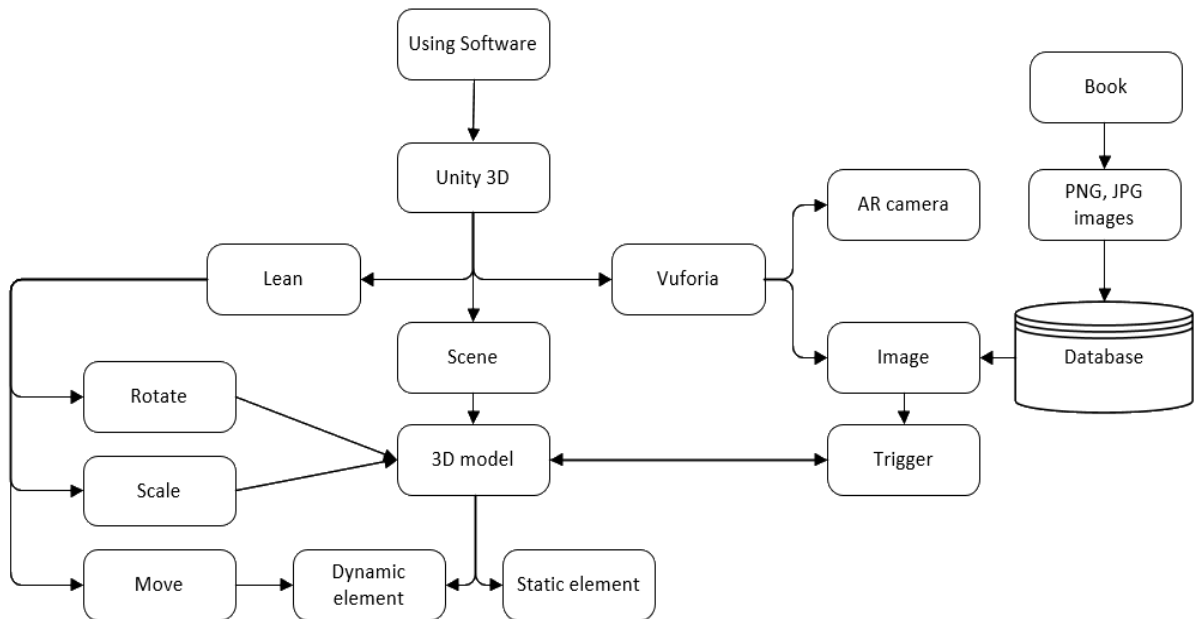 Using Software
Book
Unity 3D
AR camera
PNG, JPG
images
Lean
Vuforia
Scene
Image
Database
Rotate
3D model
Trigger
Scale
Move
Dynamic
element
Static element